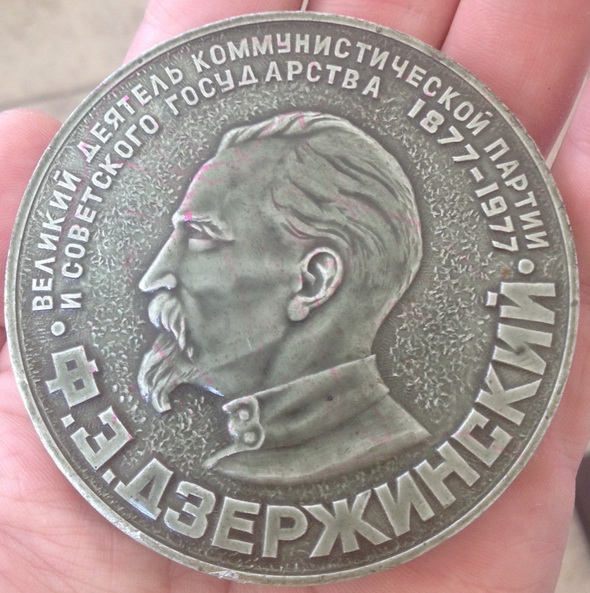 ВЕЛИКИЙ ДЕЯТЕЛЬ КОММУНИСТИЧЕСКОЙ ПАРТИИ
И СОВЕТСКОГО ГОСУДАРСТВА 1877-1977
Ф.Э.ДЗЕРЖИНСКИЙ